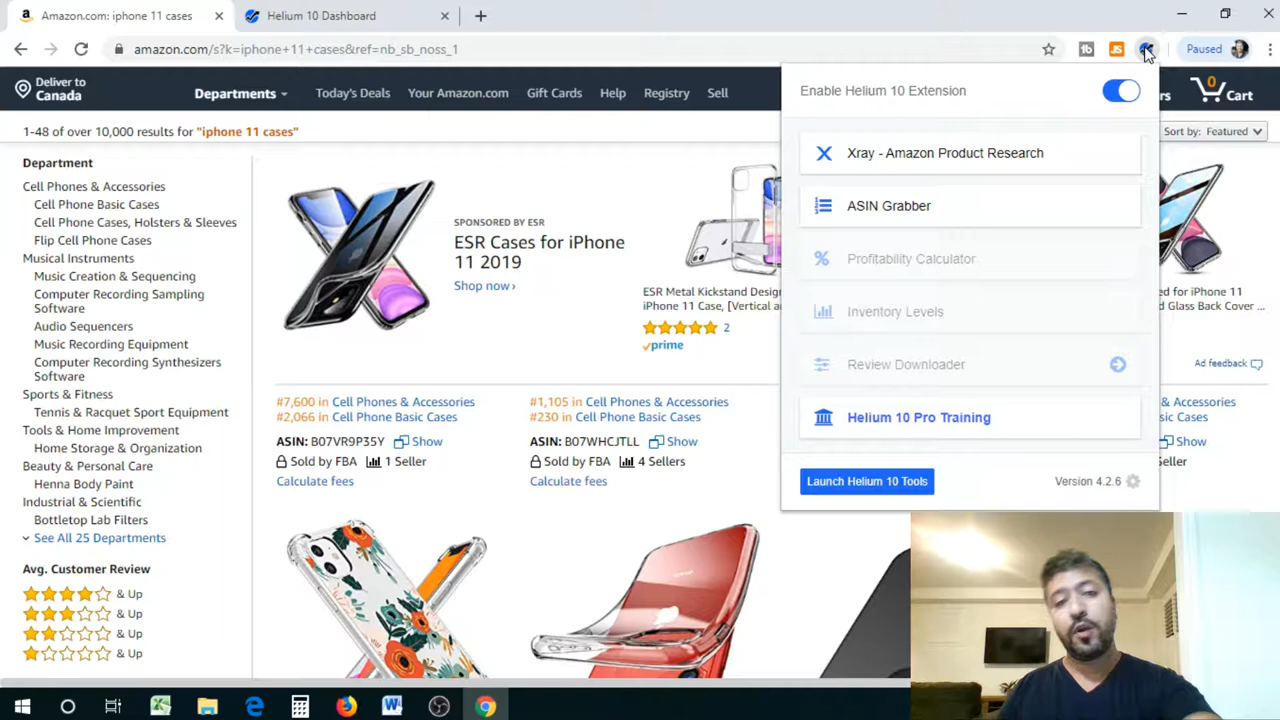 Amazon.com: iphone 11 cases
Helium 10 Dashboard
amazon.com/s?k=iphone+11+cases&ref=nb_sb_noss_1
tb
JS
Paused
Deliver to
Canada
Departments
Today's Deals
Your Amazon.com
Gift Cards
Help
Registry
Sell
rs
0
Cart
1-48 of over 10,000 results for "iphone 11 cases"
Sort by: Featured
Department
Cell Phones & Accessories
Cell Phone Basic Cases
Cell Phone Cases, Holsters & Sleeves
Flip Cell Phone Cases
Musical Instruments
Music Creation & Sequencing
Computer Recording Sampling
Software
Audio Sequencers
Music Recording Equipment
Computer Recording Synthesizers
Software
Sports & Fitness
Tennis & Racquet Sport Equipment
Tools & Home Improvement
Home Storage & Organization
Beauty & Personal Care
Henna Body Paint
Industrial & Scientific
Bottletop Lab Filters
See All 25 Departments
Avg. Customer Review
& Up
& Up
& Up
& Up
SPONSORED BY ESR
ESR Cases for iPhone
11 2019
Shop now ›
ESR Metal Kickstand Design
iPhone 11 Case, [Vertical a
2
prime
ed for iPhone 11
d Glass Back Cover ...
Ad feedback
#7,600 in Cell Phones & Accessories
#2,066 in Cell Phone Basic Cases
ASIN: B07VR9P35Y Show
Sold by FBA 1 Seller
Calculate fees
#1,105 in Cell Phones & Accessories
#230 in Cell Phone Basic Cases
ASIN: B07WHCJTLL Show
Sold by FBA 4 Sellers
Calculate fees
Accessories
ic Cases
Show
eller
Enable Helium 10 Extension
Xray - Amazon Product Research
ASIN Grabber
Profitability Calculator
Inventory Levels
Review Downloader
Helium 10 Pro Training
Launch Helium 10 Tools
Version 4.2.6